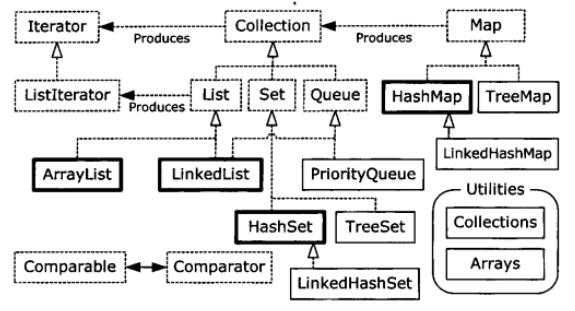 Iterator
Produces
Collection
Produces
Map
ListIterator
Produces
List
Set
Queue
HashMap
TreeMap
ArrayList
LinkedList
PriorityQueue
LinkedHashMap
Utilities
HashSet
TreeSet
Collections
Comparable
Comparator
LinkedHashSet
Arrays